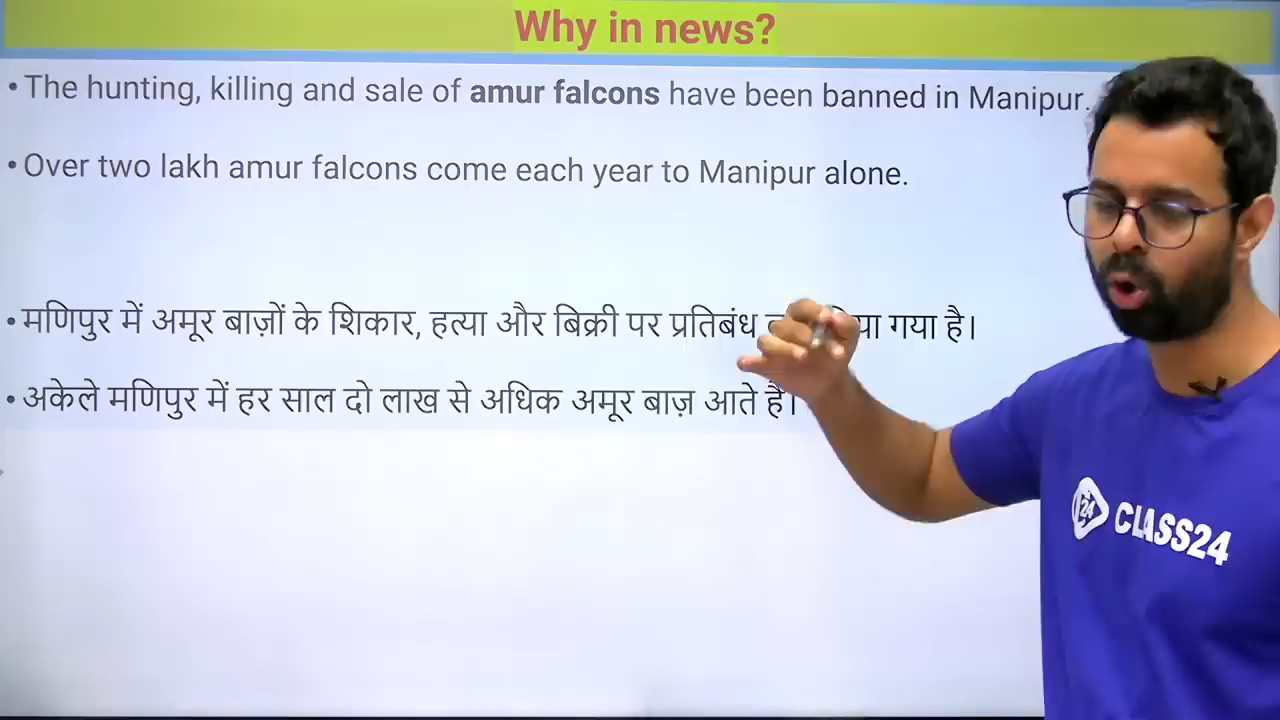 Why in news?
• The hunting, killing and sale of amur falcons have been banned in Manipur.
• Over two lakh amur falcons come each year to Manipur alone.
• मणिपुर में अमूर बाज़ों के शिकार, हत्या और बिक्री पर प्रतिबंध गया है।
• अकेले मणिपुर में हर साल दो लाख से अधिक अमूर बाज़ आते हैं।
24 CLASS24